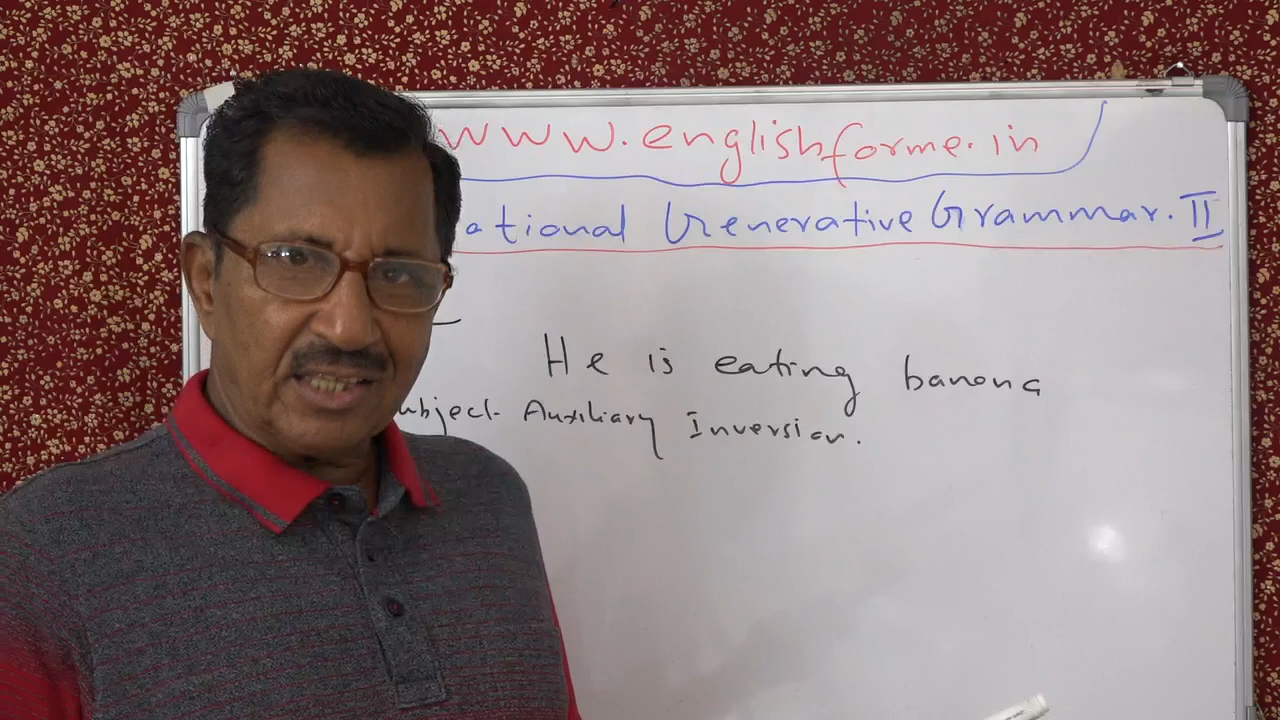 www.englishforme.in
ational Generative Grammar. II
He is eating banana
ubject- Auxiliary Inversion.